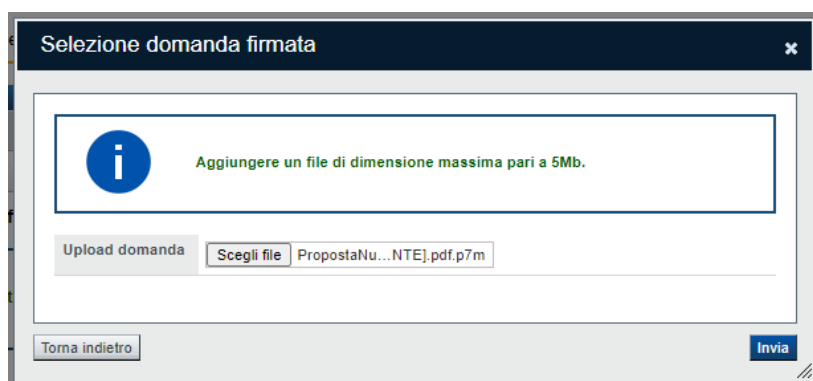 Selezione domanda firmata
Aggiungere un file di dimensione massima pari a 5Mb.
Upload domanda Scegli file PropostaNu...NTE].pdf.p7m
Torna indietro Invia